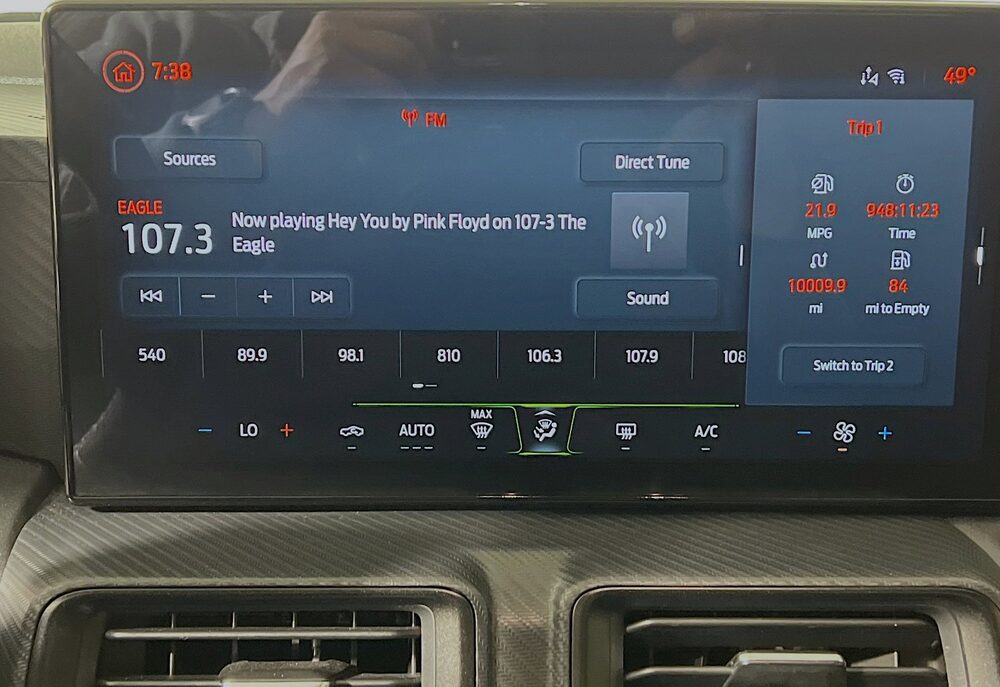 7:38
49°
FM
Trip 1
Sources
Direct Tune
EAGLE
107.3
Now playing Hey You by Pink Floyd on 107-3 The
Eagle
21.9
948:11:23
MPG
Time
10009.9
84
mi
mi to Empty
Sound
540
89.9
98.1
810
106.3
107.9
108
Switch to Trip 2
LO
AUTO
MAX
A/C